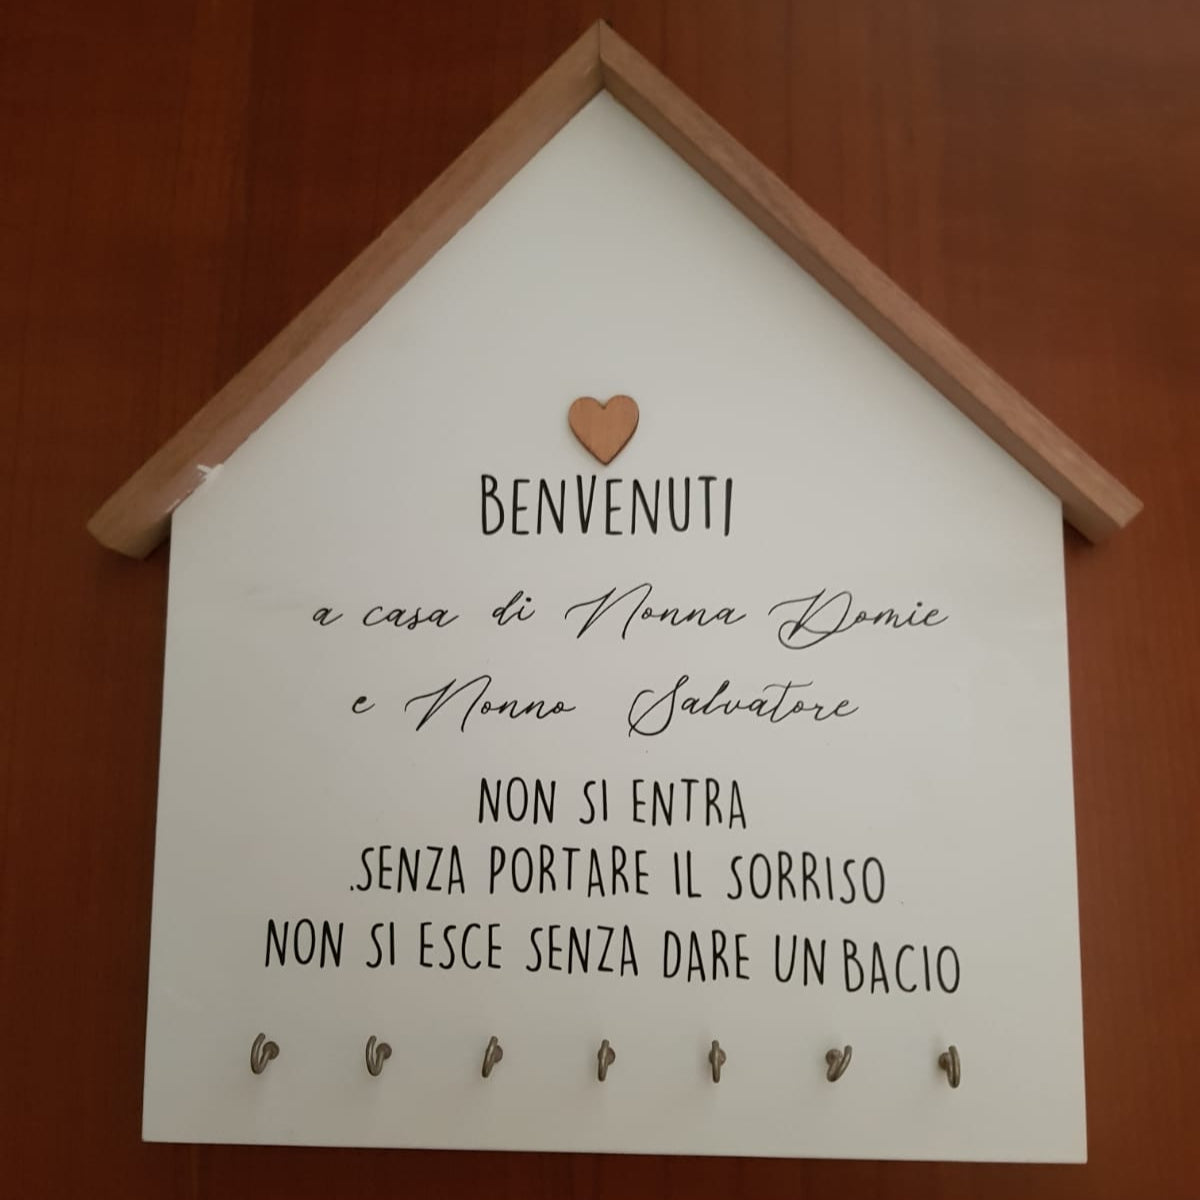 BENVENUTI
a casa di Nonna Domie
e Nonno Salvatore
NON SI ENTRA
.SENZA PORTARE IL SORRISO
NON SI ESCE SENZA DARE UN BACIO